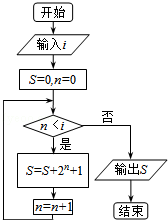 开始
输入i
S=0,n=0
n<i
否
是
S=S+2ⁿ+1
输出S
n=n+1
结束